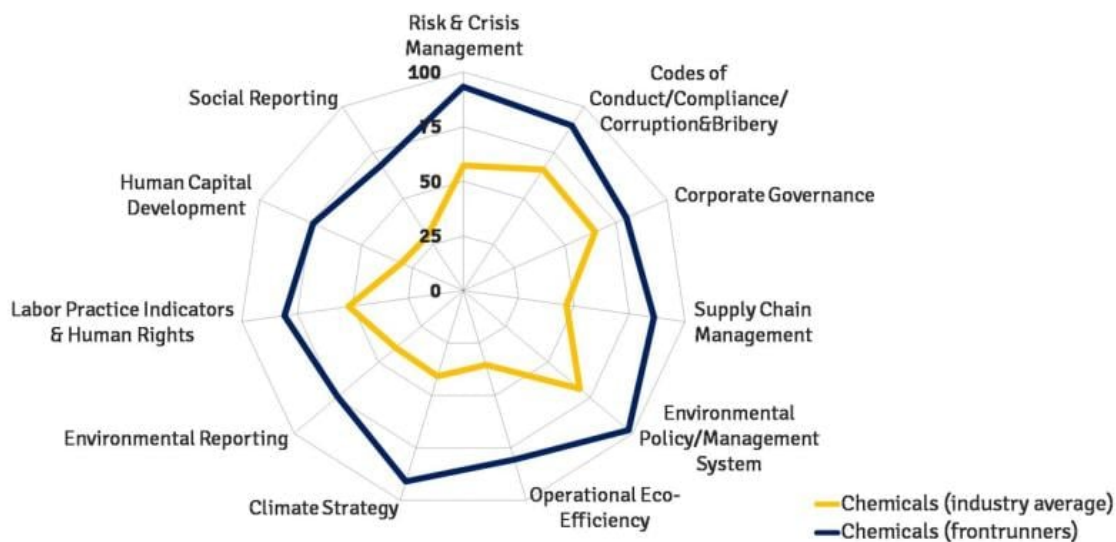 Risk & Crisis
Management
Codes of
Conduct/Compliance/
Corruption&Bribery
Corporate Governance
Supply Chain
Management
Environmental
Policy/Management
System
Operational Eco-
Efficiency
Climate Strategy
Environmental Reporting
Labor Practice Indicators
& Human Rights
Human Capital
Development
Social Reporting
100
75
50
25
0
Chemicals (industry average)
Chemicals (frontrunners)